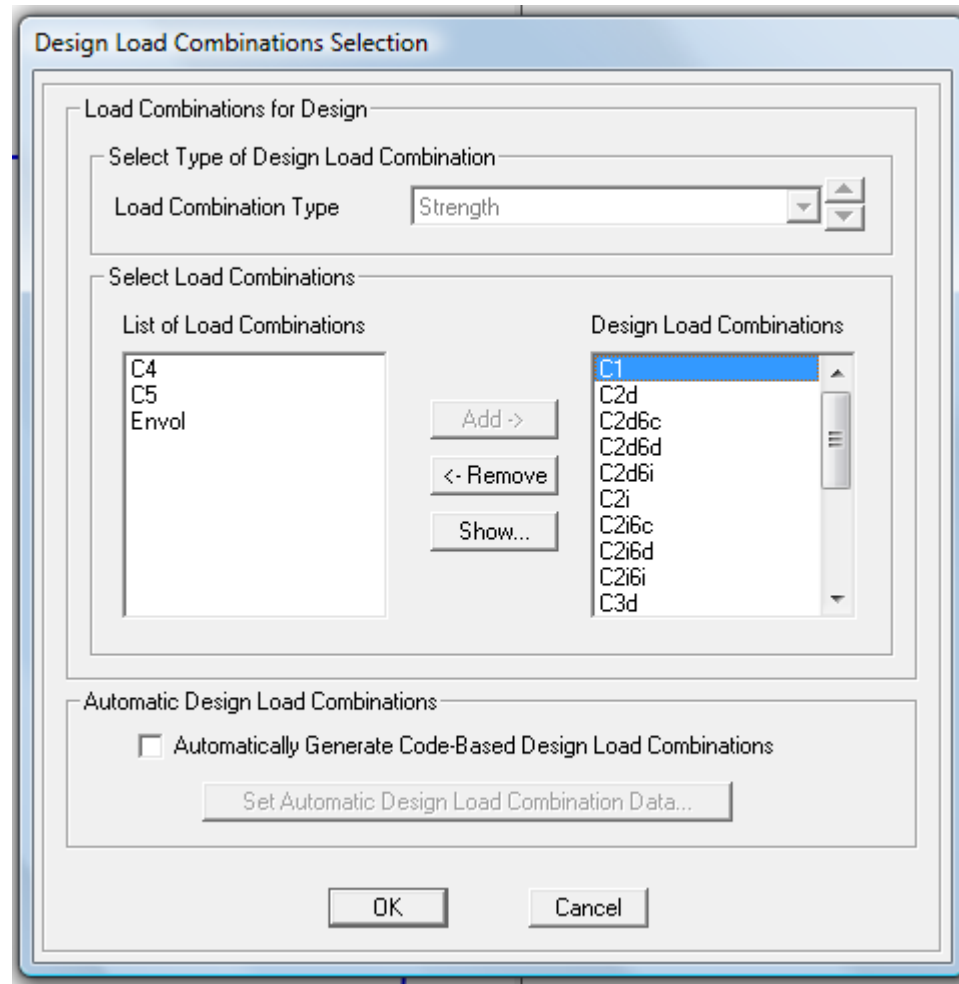 Design Load Combinations Selection
Load Combinations for Design
Select Type of Design Load Combination
Load Combination Type
Strength
Select Load Combinations
List of Load Combinations
C4
C5
Envol
Add ->
<- Remove
Show...
Design Load Combinations
C1
C2d
C2d6c
C2d6d
C2d6i
C2i
C2i6c
C2i6d
C2i6i
C3d
Automatic Design Load Combinations
Automatically Generate Code-Based Design Load Combinations
Set Automatic Design Load Combination Data...
OK
Cancel